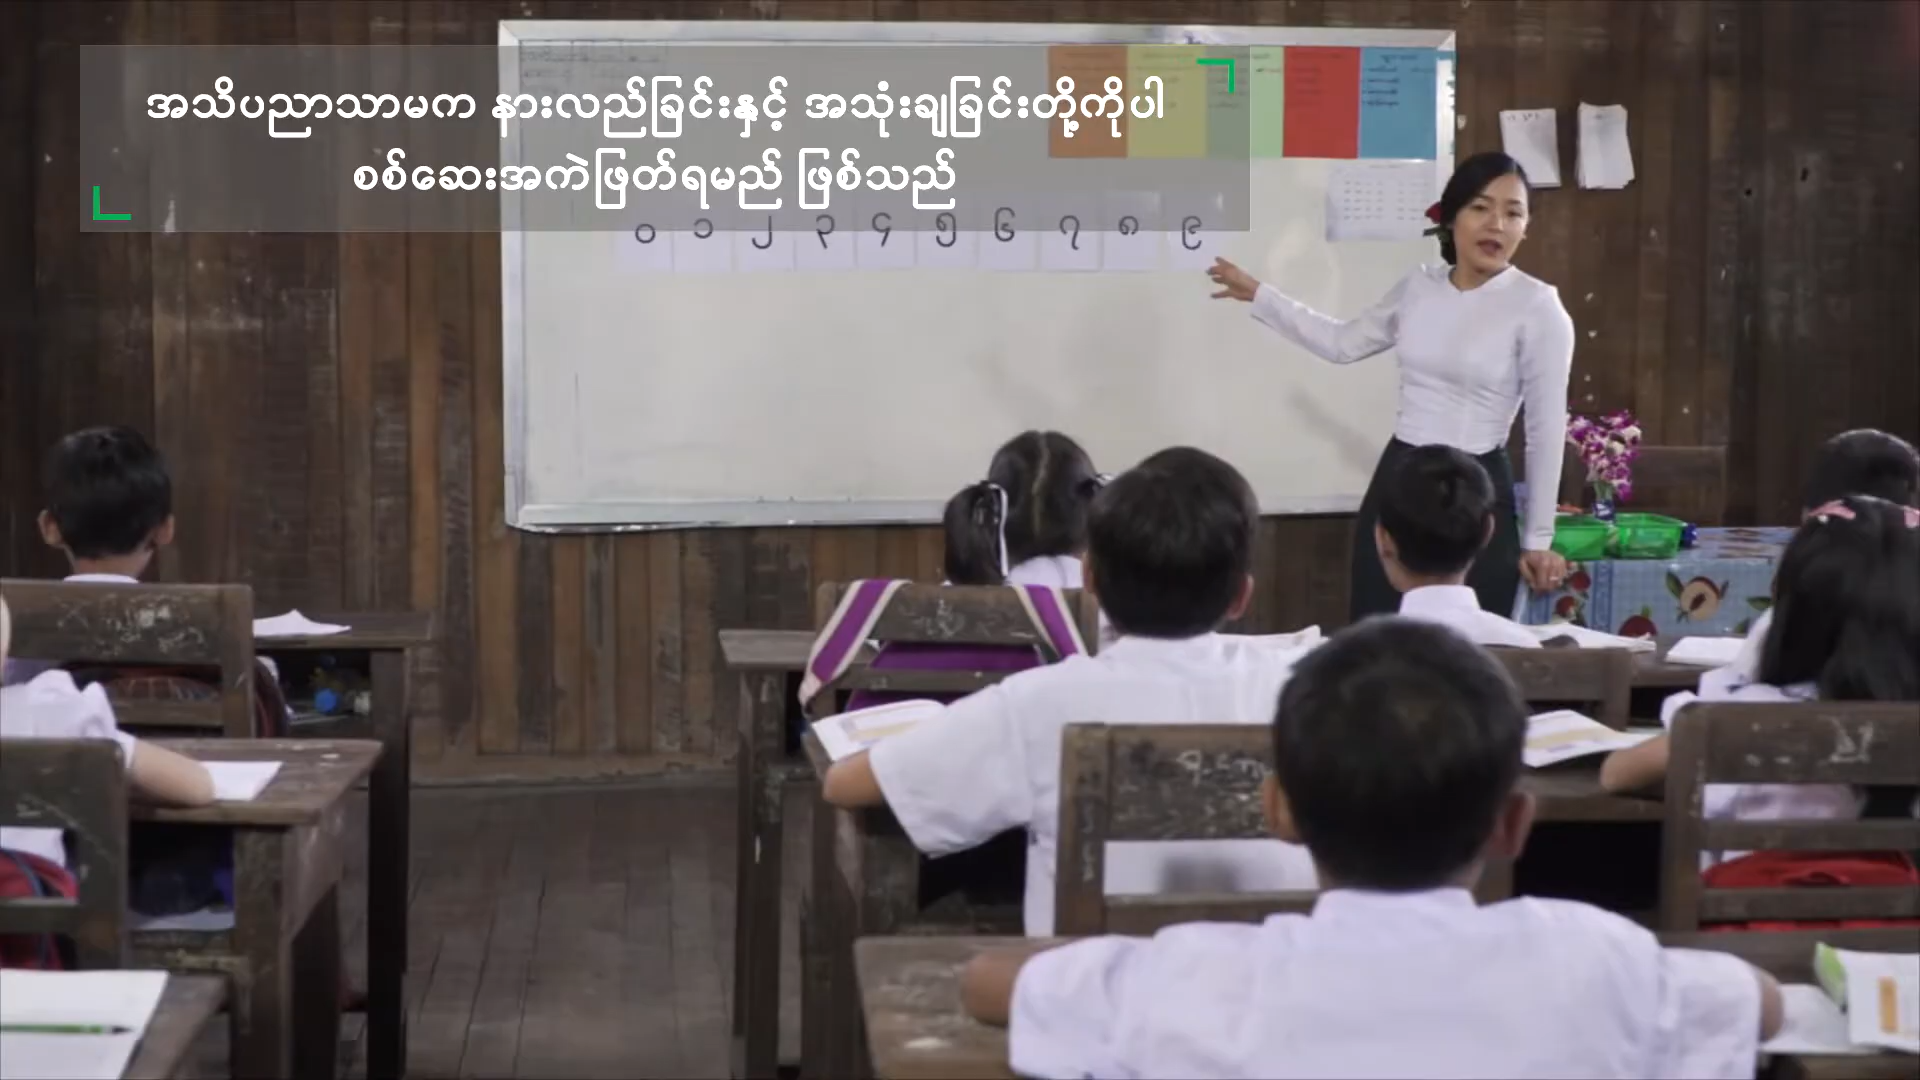 အသိပညာသာမက နားလည်ခြင်းနှင့် အသုံးချခြင်းတို့ကိုပါ
စစ်ဆေးအကဲဖြတ်ရမည် ဖြစ်သည်
၀ ၁ ၂ ၃ ၄ ၅ ၆ ၇ ၈ ၉